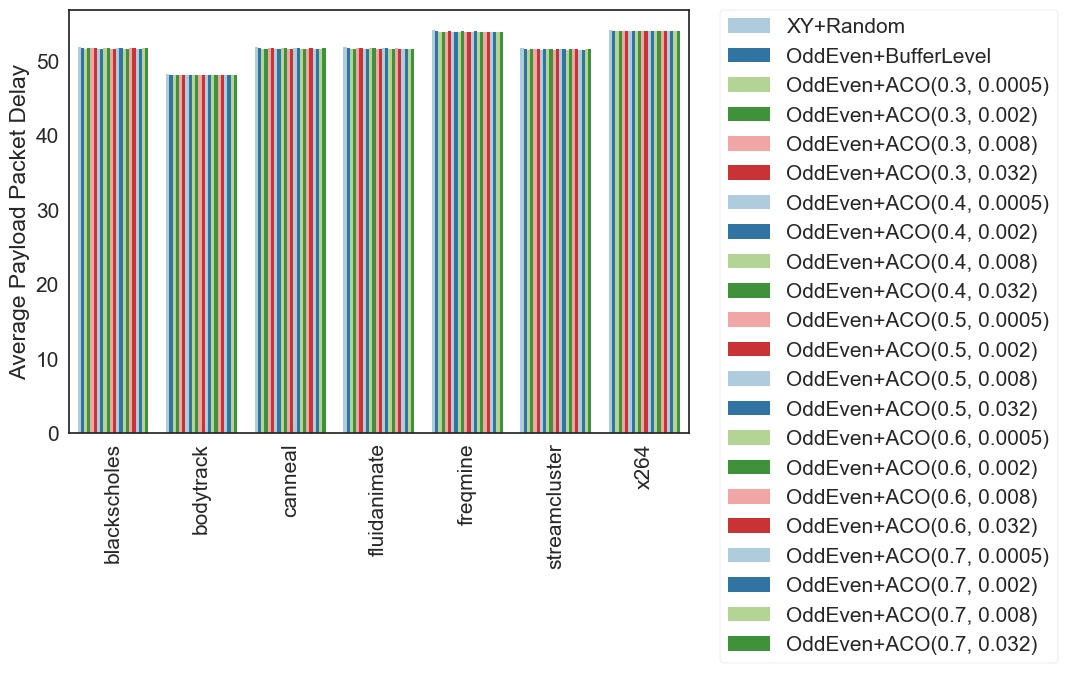 Average Payload Packet Delay
50
40
30
20
10
0
blackscholes
bodytrack
canneal
fluidanimate
freqmine
streamcluster
x264
XY+Random
OddEven+BufferLevel
OddEven+ACO(0.3, 0.0005)
OddEven+ACO(0.3, 0.002)
OddEven+ACO(0.3, 0.008)
OddEven+ACO(0.3, 0.032)
OddEven+ACO(0.4, 0.0005)
OddEven+ACO(0.4, 0.002)
OddEven+ACO(0.4, 0.008)
OddEven+ACO(0.4, 0.032)
OddEven+ACO(0.5, 0.0005)
OddEven+ACO(0.5, 0.002)
OddEven+ACO(0.5, 0.008)
OddEven+ACO(0.5, 0.032)
OddEven+ACO(0.6, 0.0005)
OddEven+ACO(0.6, 0.002)
OddEven+ACO(0.6, 0.008)
OddEven+ACO(0.6, 0.032)
OddEven+ACO(0.7, 0.0005)
OddEven+ACO(0.7, 0.002)
OddEven+ACO(0.7, 0.008)
OddEven+ACO(0.7, 0.032)